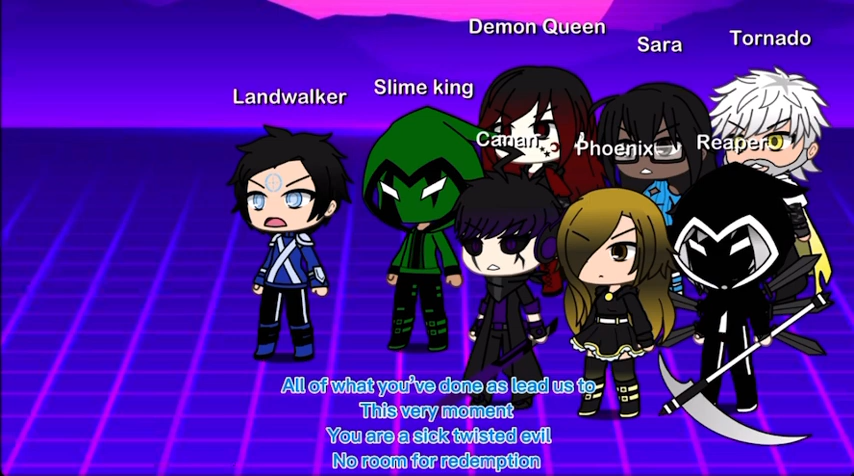 Demon Queen
Sara
Tornado
Landwalker
Slime king
Canan
Phoenix
Reaper
All of what you've done as lead us to
This very moment
You are a sick twisted evil
No room for redemption